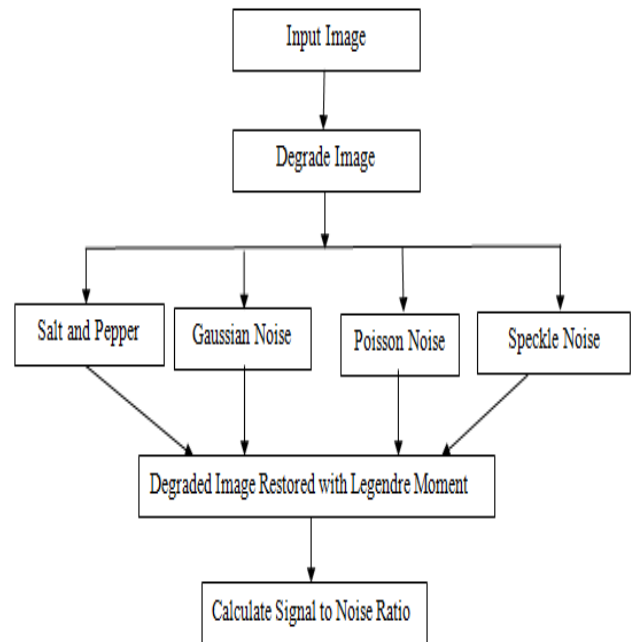 Input Image
Degrade Image
Salt and Pepper
Gaussian Noise
Poisson Noise
Speckle Noise
Degraded Image Restored with Legendre Moment
Calculate Signal to Noise Ratio